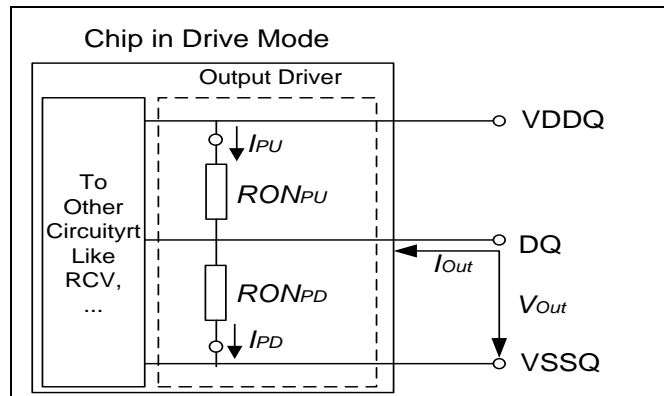 Chip in Drive Mode
Output Driver
To
Other
Circuityrt
Like
RCV,
...
IPU
RONPU
RONPD
IPD
VDDQ
DQ
IOut
VOut
VSSQ